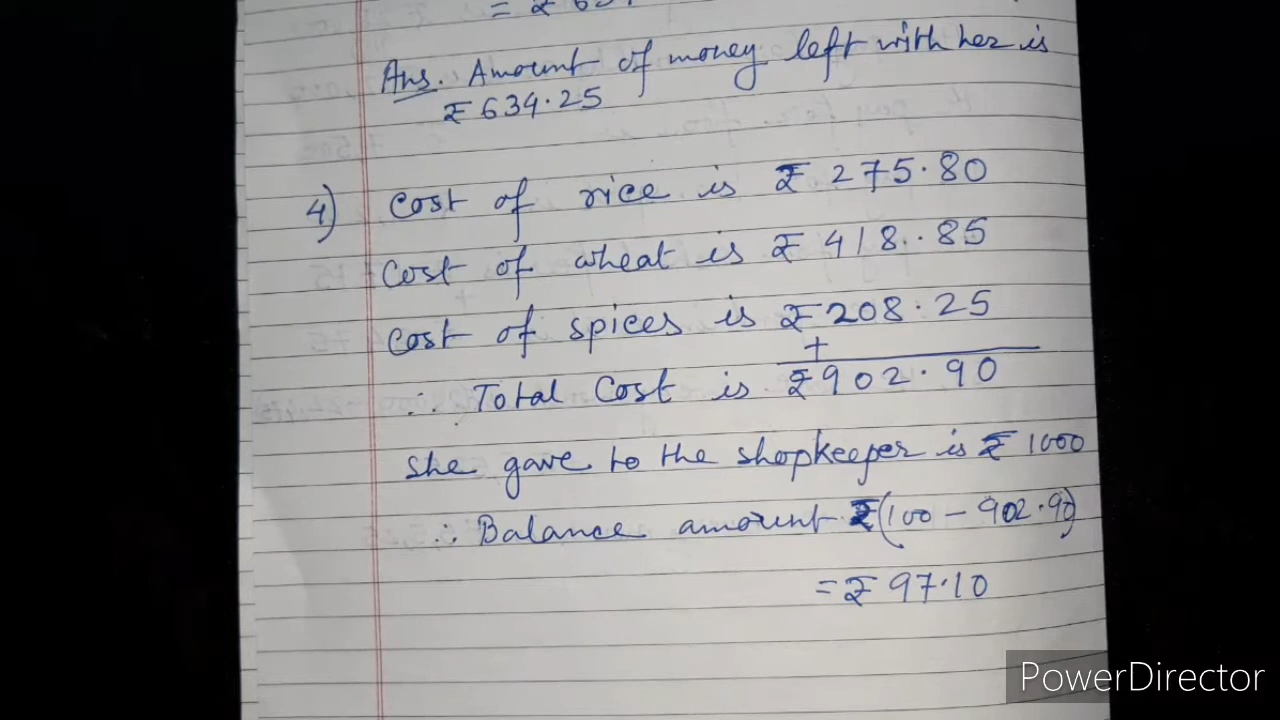 = ₹ 634
Ans. Amount of money left with her is
₹ 634.25
4) Cost of rice is ₹ 275.80
Cost of wheat is ₹ 418.85
Cost of spices is ₹ 208.25
+
∴ Total Cost is ₹ 902.90
she gave to the shopkeeper is ₹ 1000
∴ Balance amount ₹(100 - 902.90)
= ₹ 97.10
PowerDirector